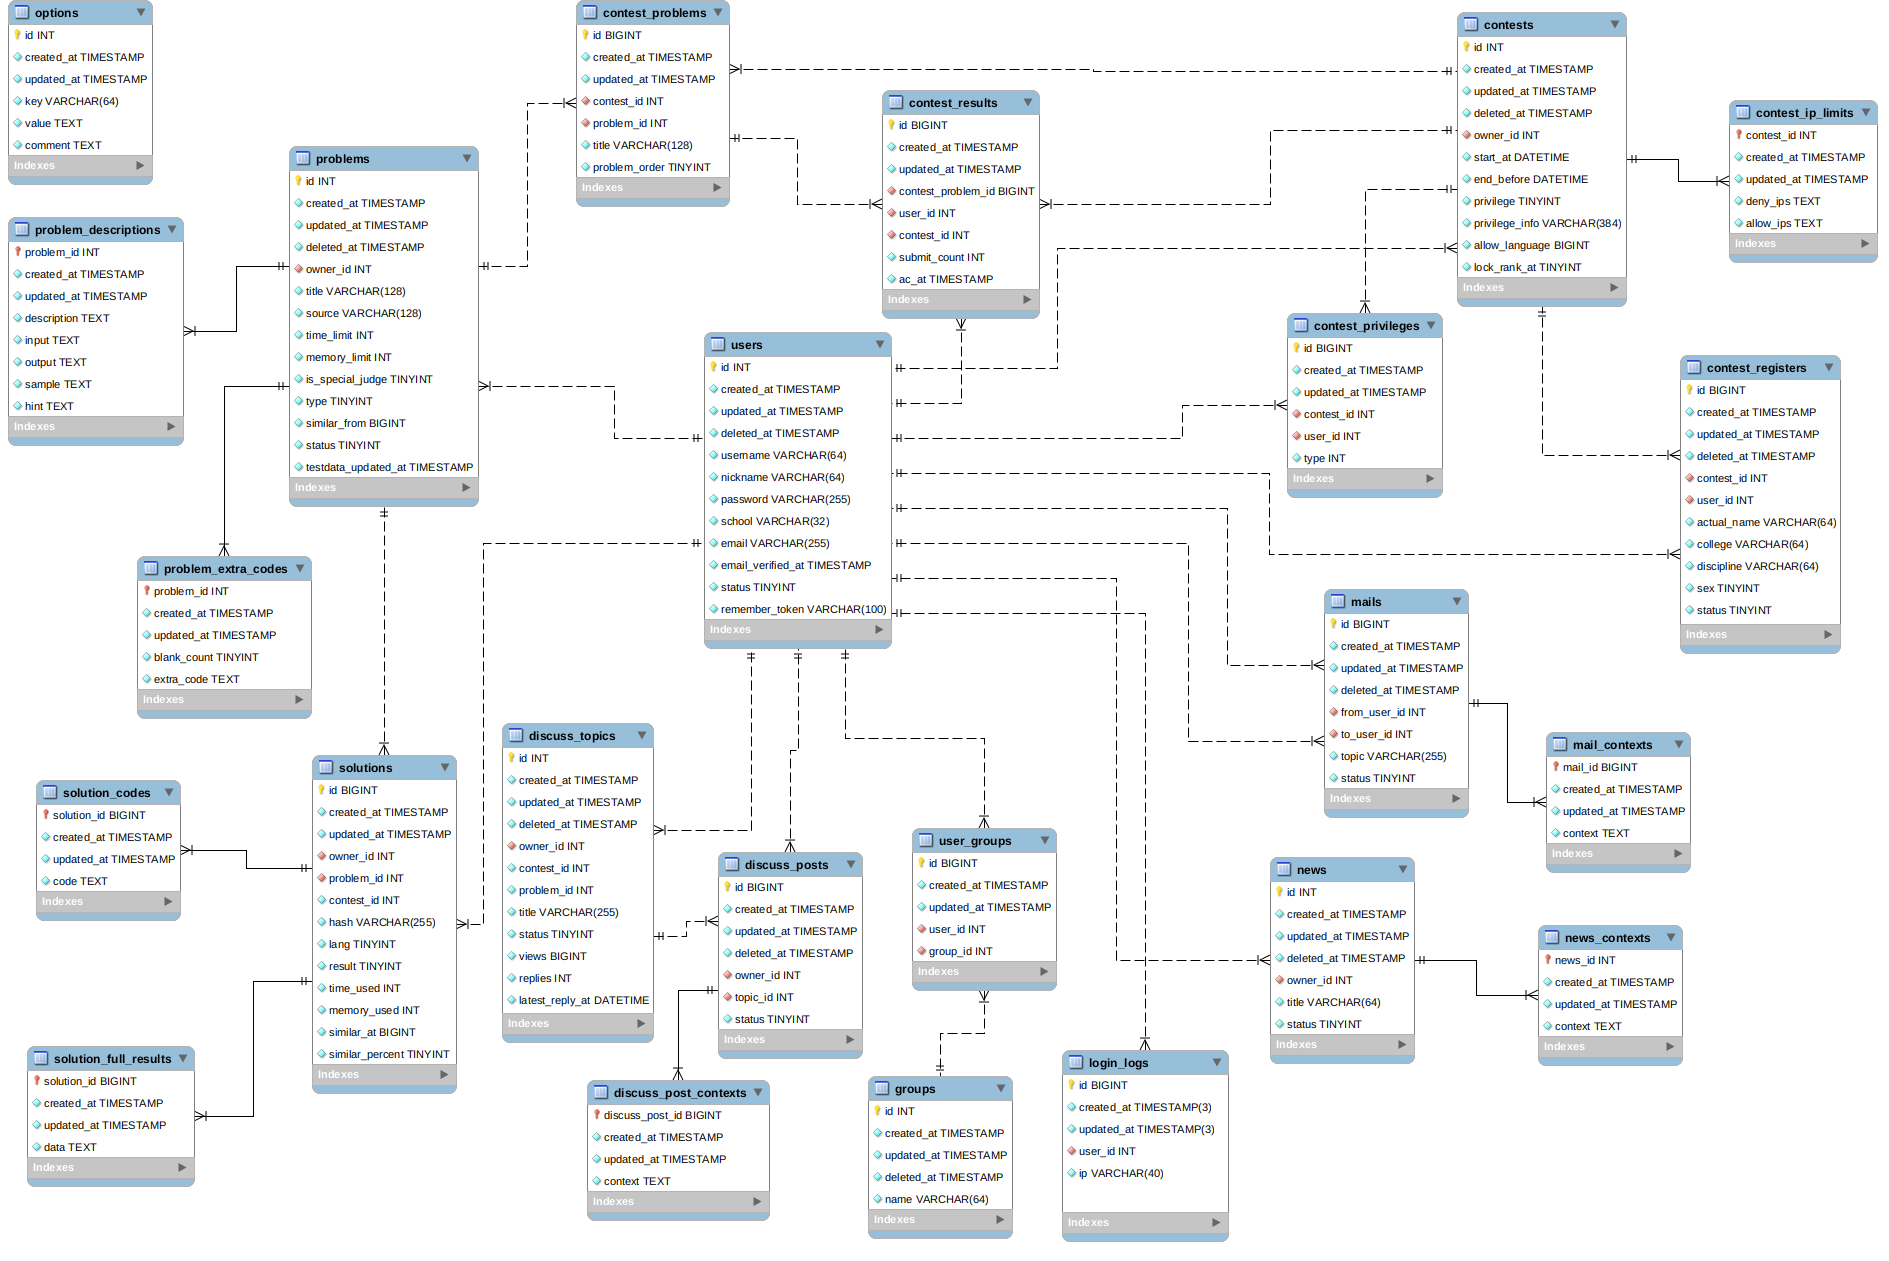 options
id INT
created_at TIMESTAMP
updated_at TIMESTAMP
key VARCHAR(64)
value TEXT
comment TEXT
Indexes
contest_problems
id BIGINT
created_at TIMESTAMP
updated_at TIMESTAMP
contest_id INT
problem_id INT
title VARCHAR(128)
problem_order TINYINT
Indexes
contests
id INT
created_at TIMESTAMP
updated_at TIMESTAMP
deleted_at TIMESTAMP
owner_id INT
start_at DATETIME
end_before DATETIME
privilege TINYINT
privilege_info VARCHAR(384)
allow_language BIGINT
lock_rank_at TINYINT
Indexes
contest_results
id BIGINT
created_at TIMESTAMP
updated_at TIMESTAMP
contest_problem_id BIGINT
user_id INT
contest_id INT
submit_count INT
ac_at TIMESTAMP
Indexes
contest_ip_limits
contest_id INT
created_at TIMESTAMP
updated_at TIMESTAMP
deny_ips TEXT
allow_ips TEXT
Indexes
problems
id INT
created_at TIMESTAMP
updated_at TIMESTAMP
deleted_at TIMESTAMP
owner_id INT
title VARCHAR(128)
source VARCHAR(128)
time_limit INT
memory_limit INT
is_special_judge TINYINT
type TINYINT
similar_from BIGINT
status TINYINT
testdata_updated_at TIMESTAMP
Indexes
problem_descriptions
problem_id INT
created_at TIMESTAMP
updated_at TIMESTAMP
description TEXT
input TEXT
output TEXT
sample TEXT
hint TEXT
Indexes
contest_privileges
id BIGINT
created_at TIMESTAMP
updated_at TIMESTAMP
contest_id INT
user_id INT
type INT
Indexes
users
id INT
created_at TIMESTAMP
updated_at TIMESTAMP
deleted_at TIMESTAMP
username VARCHAR(64)
nickname VARCHAR(64)
password VARCHAR(255)
school VARCHAR(32)
email VARCHAR(255)
email_verified_at TIMESTAMP
status TINYINT
remember_token VARCHAR(100)
Indexes
contest_registers
id BIGINT
created_at TIMESTAMP
updated_at TIMESTAMP
deleted_at TIMESTAMP
contest_id INT
user_id INT
actual_name VARCHAR(64)
college VARCHAR(64)
discipline VARCHAR(64)
sex TINYINT
status TINYINT
Indexes
problem_extra_codes
problem_id INT
created_at TIMESTAMP
updated_at TIMESTAMP
blank_count TINYINT
extra_code TEXT
Indexes
mails
id BIGINT
created_at TIMESTAMP
updated_at TIMESTAMP
deleted_at TIMESTAMP
from_user_id INT
to_user_id INT
topic VARCHAR(255)
status TINYINT
Indexes
discuss_topics
id INT
created_at TIMESTAMP
updated_at TIMESTAMP
deleted_at TIMESTAMP
owner_id INT
contest_id INT
problem_id INT
title VARCHAR(255)
status TINYINT
views BIGINT
replies INT
latest_reply_at DATETIME
Indexes
mail_contexts
mail_id BIGINT
created_at TIMESTAMP
updated_at TIMESTAMP
context TEXT
Indexes
solutions
id BIGINT
created_at TIMESTAMP
updated_at TIMESTAMP
owner_id INT
problem_id INT
contest_id INT
hash VARCHAR(255)
lang TINYINT
result TINYINT
time_used INT
memory_used INT
similar_at BIGINT
similar_percent TINYINT
Indexes
solution_codes
solution_id BIGINT
created_at TIMESTAMP
updated_at TIMESTAMP
code TEXT
Indexes
user_groups
id BIGINT
created_at TIMESTAMP
updated_at TIMESTAMP
user_id INT
group_id INT
Indexes
discuss_posts
id BIGINT
created_at TIMESTAMP
updated_at TIMESTAMP
deleted_at TIMESTAMP
owner_id INT
topic_id INT
status TINYINT
Indexes
news
id INT
created_at TIMESTAMP
updated_at TIMESTAMP
deleted_at TIMESTAMP
owner_id INT
title VARCHAR(64)
status TINYINT
Indexes
news_contexts
news_id INT
created_at TIMESTAMP
updated_at TIMESTAMP
context TEXT
Indexes
solution_full_results
solution_id BIGINT
created_at TIMESTAMP
updated_at TIMESTAMP
data TEXT
Indexes
discuss_post_contexts
discuss_post_id BIGINT
created_at TIMESTAMP
updated_at TIMESTAMP
context TEXT
Indexes
groups
id INT
created_at TIMESTAMP
updated_at TIMESTAMP
deleted_at TIMESTAMP
name VARCHAR(64)
Indexes
login_logs
id BIGINT
created_at TIMESTAMP(3)
updated_at TIMESTAMP(3)
user_id INT
ip VARCHAR(40)
Indexes